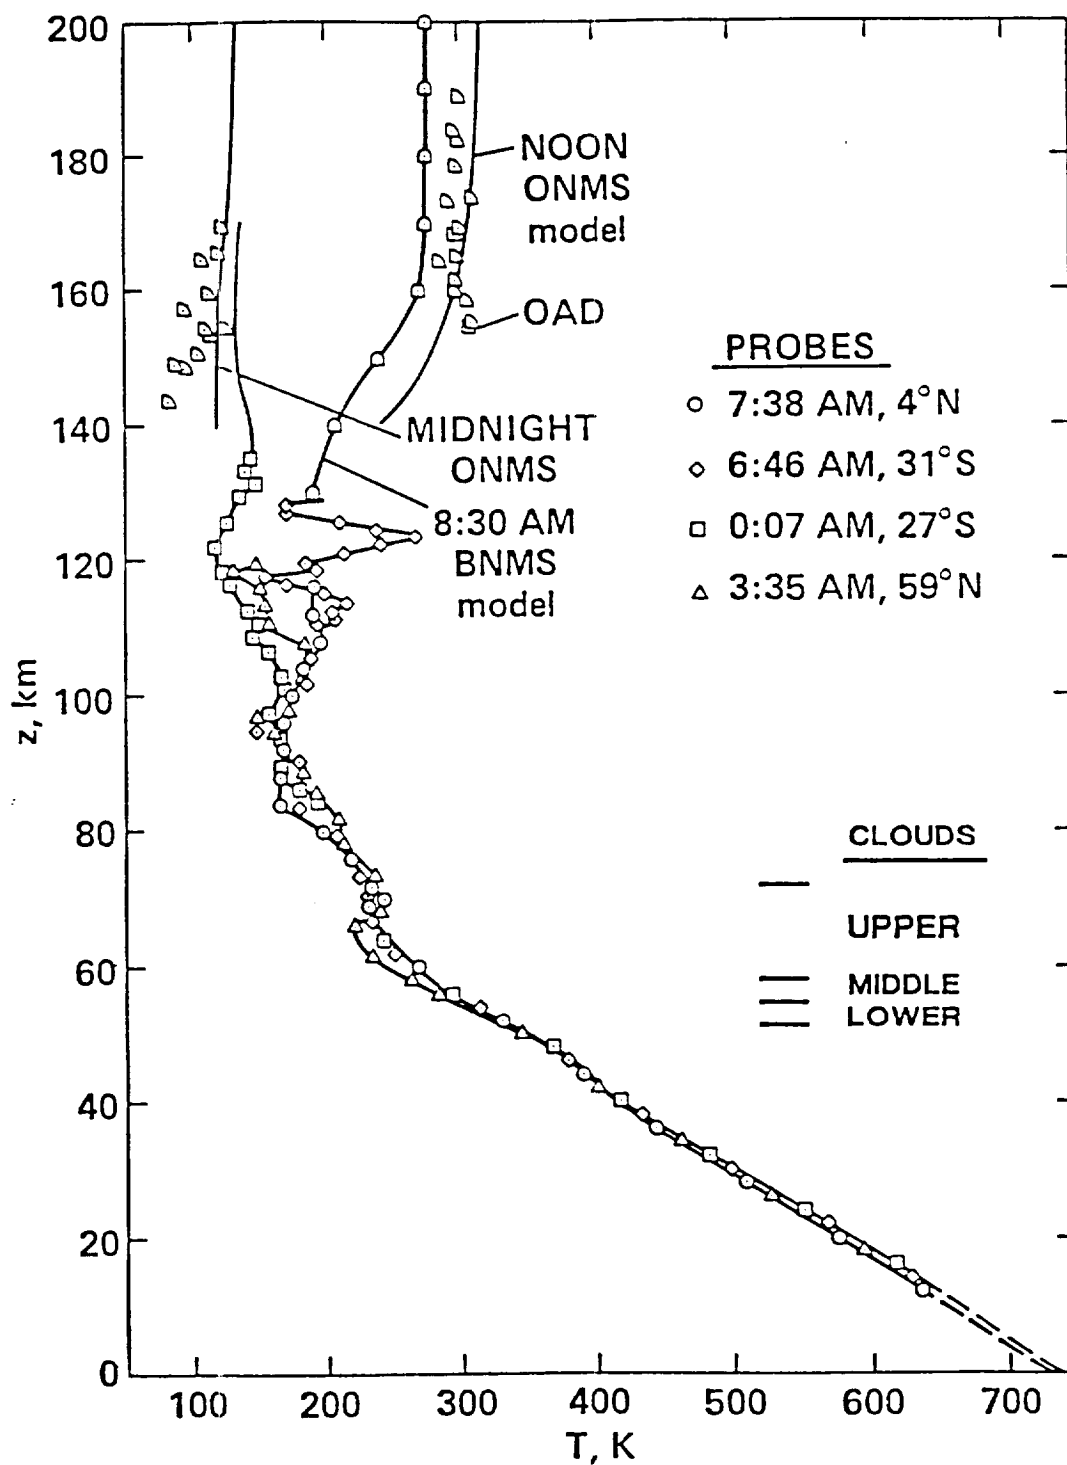 200
180
160
140
120
100
80
60
40
20
0
z, km
NOON
ONMS
model
OAD
MIDNIGHT
ONMS
8:30 AM
BNMS
model
PROBES
7:38 AM, 4°N
6:46 AM, 31°S
0:07 AM, 27°S
3:35 AM, 59°N
CLOUDS
UPPER
MIDDLE
LOWER
100 200 300 400 500 600 700
T, K